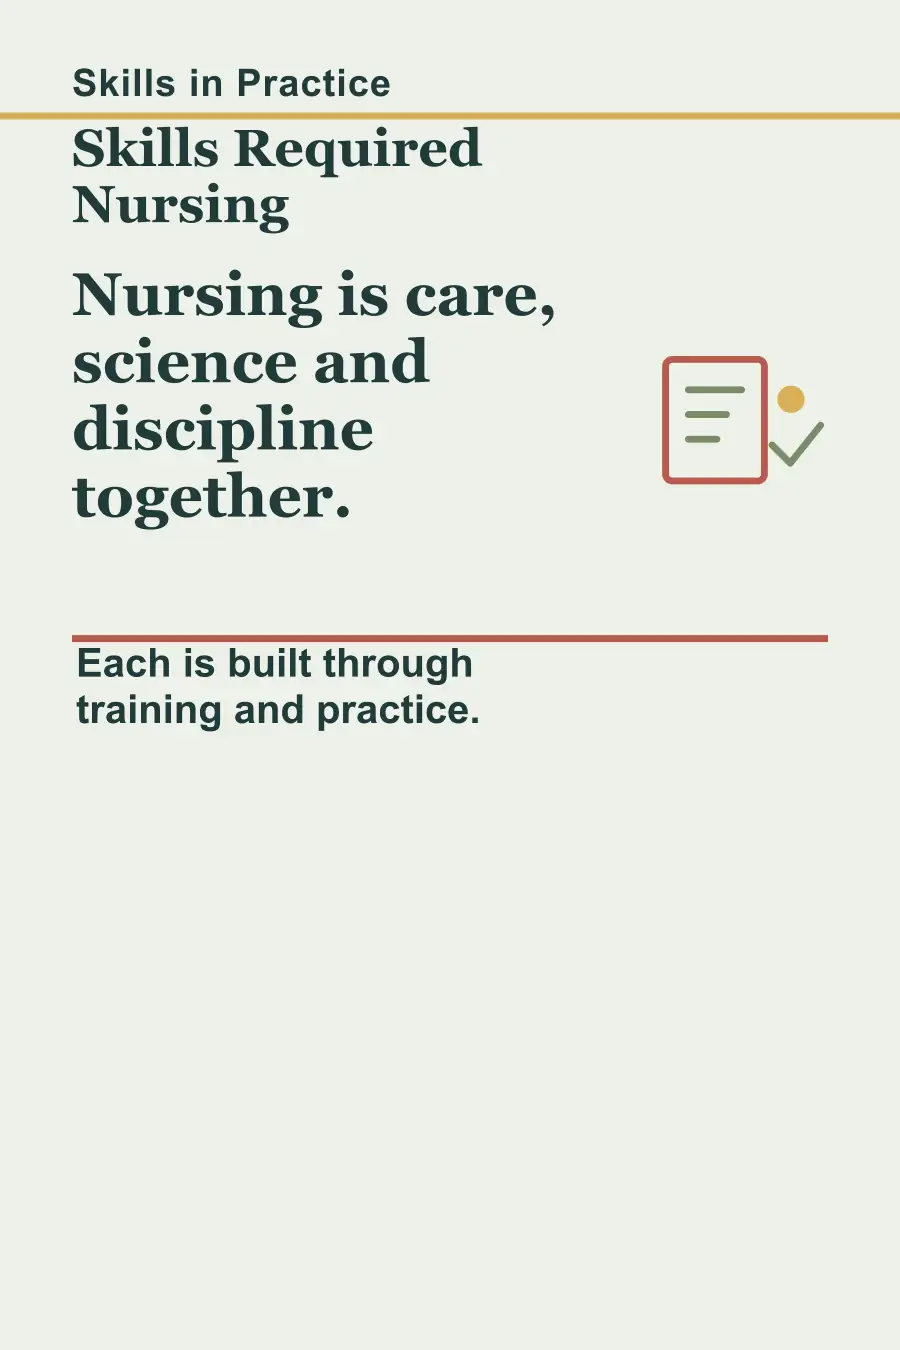 Skills in Practice
Skills Required
Nursing
Nursing is care,
science and
discipline
together.
Each is built through
training and practice.